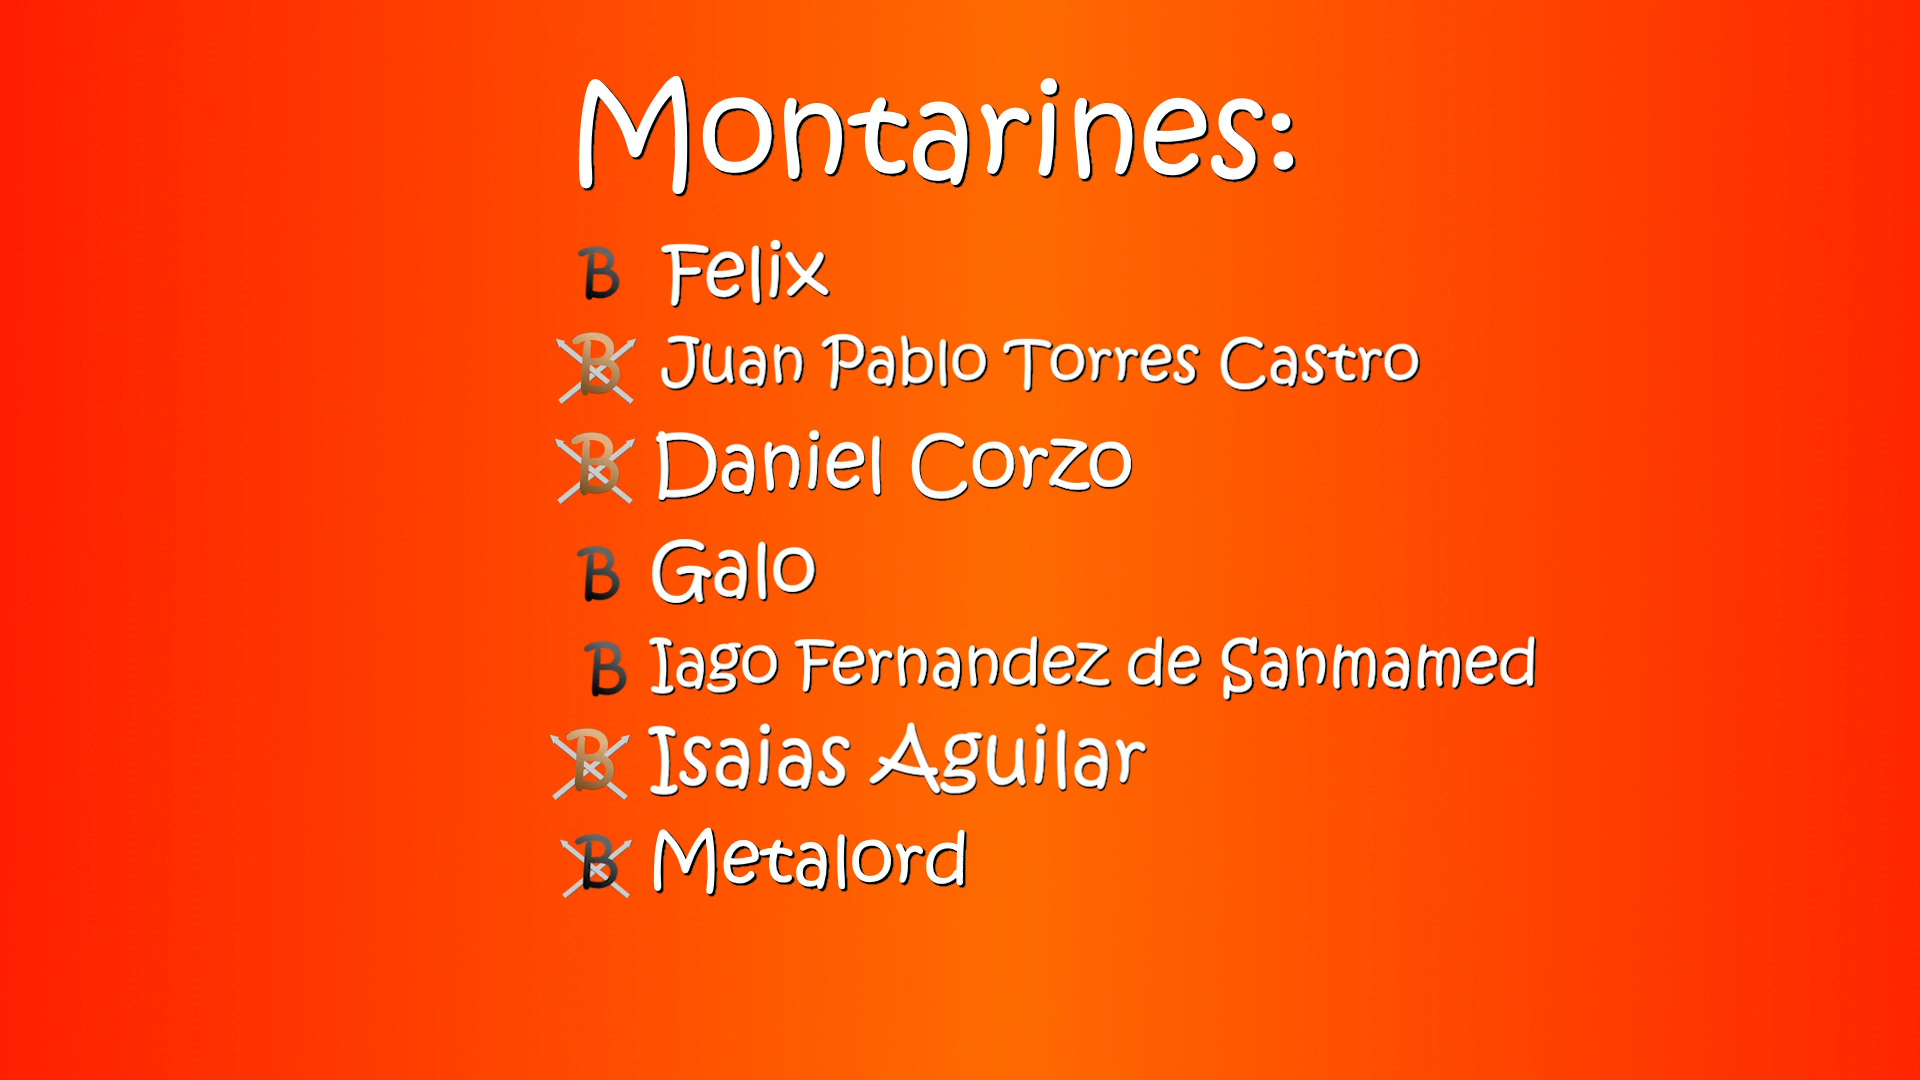 Montarines:
B Felix
B Juan Pablo Torres Castro
B Daniel Corzo
B Galo
B Iago Fernandez de Sanmamed
B Isaias Aguilar
B Metalord